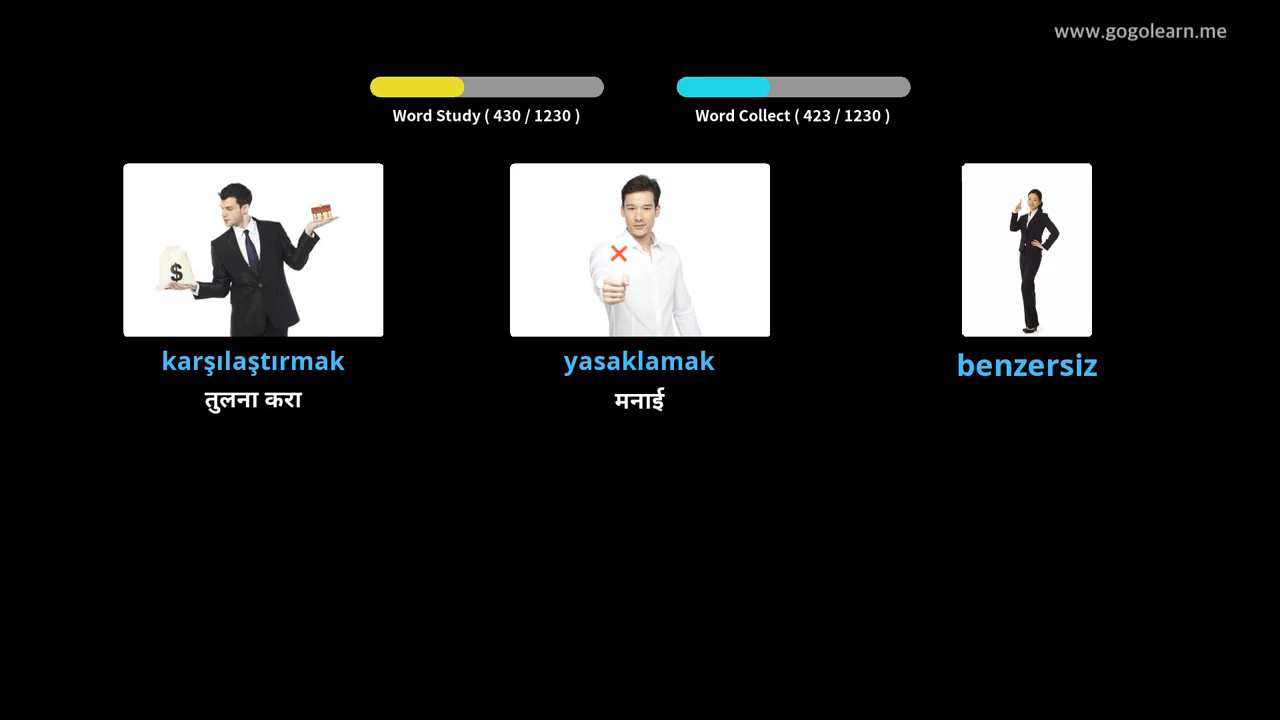 www.gogolearn.me
Word Study ( 430 / 1230 )
Word Collect ( 423 / 1230 )
$
karşılaştırmak
yasaklamak
benzersiz
तुलना करा
मनाई